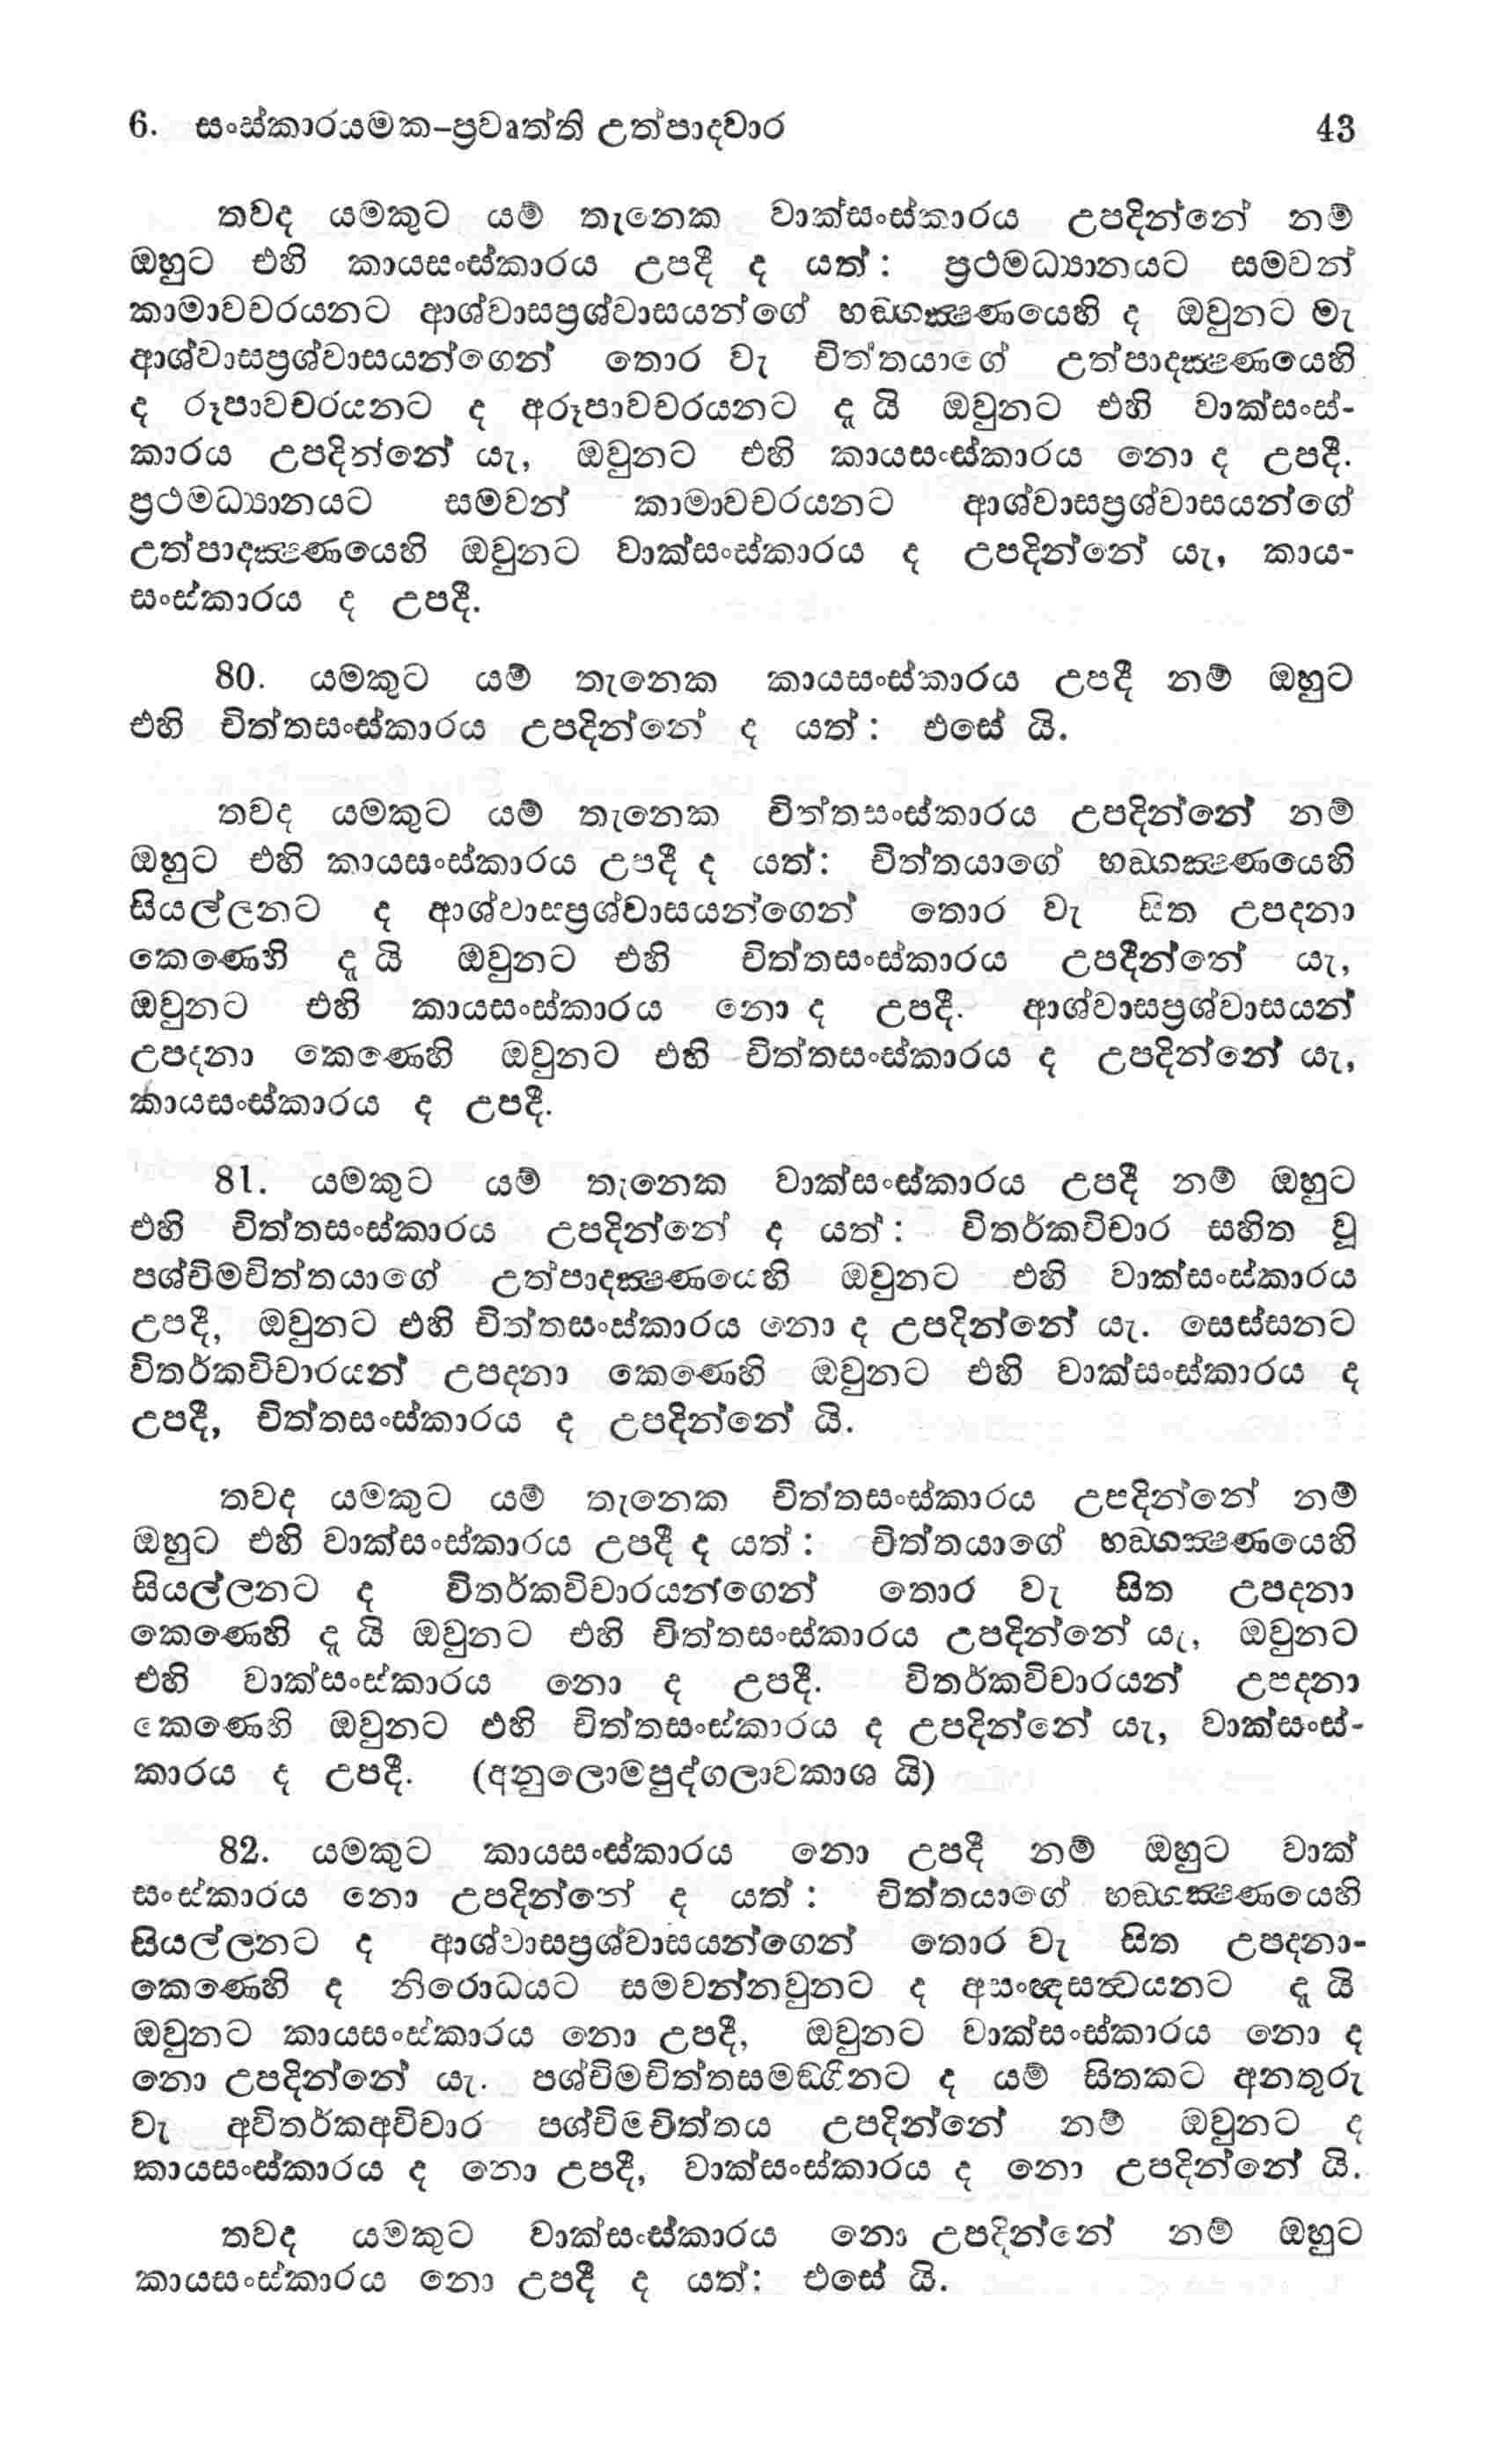 6. සංස්කාරයමක-ප්‍රවෘත්ති උත්පාදවාර 43
තවද යමකුට යම් තැනෙක වාක්සංස්කාරය උපදින්නේ නම්
ඔහුට එහි කායසංස්කාරය උපදී ද යත්: ප්‍රථමධ්‍යානයට සමවන්
කාමාවචරයනට ආශ්වාසප්‍රශ්වාසයන්ගේ භඞ්ගක්‍ෂණයෙහි ද ඔවුනට මැ
ආශ්වාසප්‍රශ්වාසයන්ගෙන් තොර වැ චිත්තයාගේ උත්පාදක්‍ෂණයෙහි
ද රූපාවචරයනට ද අරූපාවචරයනට දැ යි ඔවුනට එහි වාක්සංස්-
කාරය උපදින්නේ යැ, ඔවුනට එහි කායසංස්කාරය නො ද උපදී.
ප්‍රථමධ්‍යානයට සමවන් කාමාවචරයනට ආශ්වාසප්‍රශ්වාසයන්ගේ
උත්පාදක්‍ෂණයෙහි ඔවුනට වාක්සංස්කාරය ද උපදින්නේ යැ, කාය-
සංස්කාරය ද උපදී.
80. යමකුට යම් තැනෙක කායසංස්කාරය උපදී නම් ඔහුට
එහි චිත්තසංස්කාරය උපදින්නේ ද යත්: එසේ යි.
තවද යමකුට යම් තැනෙක චිත්තසංස්කාරය උපදින්නේ නම්
ඔහුට එහි කායසංස්කාරය උපදී ද යත්: චිත්තයාගේ භඞ්ගක්‍ෂණයෙහි
සියල්ලනට ද ආශ්වාසප්‍රශ්වාසයන්ගෙන් තොර වැ සිත උපදනා
කෙණෙහි දැ යි ඔවුනට එහි චිත්තසංස්කාරය උපදීන්නේ යැ,
ඔවුනට එහි කායසංස්කාරය නො ද උපදී. ආශ්වාසප්‍රශ්වාසයන්
උපදනා කෙණෙහි ඔවුනට එහි චිත්තසංස්කාරය ද උපදින්නේ යැ,
කායසංස්කාරය ද උපදී.
81. යමකුට යම් තැනෙක වාක්සංස්කාරය උපදී නම් ඔහුට
එහි චිත්තසංස්කාරය උපදින්නේ ද යත්: විතර්කවිචාර සහිත වූ
පශ්චිමචිත්තයාගේ උත්පාදක්‍ෂණයෙහි ඔවුනට එහි වාක්සංස්කාරය
උපදී, ඔවුනට එහි චිත්තසංස්කාරය නො ද උපදින්නේ යැ. සෙස්සනට
විතර්කවිචාරයන් උපදනා කෙණෙහි ඔවුනට එහි වාක්සංස්කාරය ද
උපදී, චිත්තසංස්කාරය ද උපදින්නේ යි.
තවද යමකුට යම් තැනෙක චිත්තසංස්කාරය උපදින්නේ නම්
ඔහුට එහි වාක්සංස්කාරය උපදී ද යත්: චිත්තයාගේ භඞ්ගක්‍ෂණයෙහි
සියල්ලනට ද විතර්කවිචාරයන්ගෙන් තොර වැ සිත උපදනා
කෙණෙහි දැ යි ඔවුනට එහි චිත්තසංස්කාරය උපදින්නේ යැ, ඔවුනට
එහි වාක්සංස්කාරය නො ද උපදී. විතර්කවිචාරයන් උපදනා
කෙණෙහි ඔවුනට එහි චිත්තසංස්කාරය ද උපදින්නේ යැ, වාක්සංස්-
කාරය ද උපදී. (අනුලොමපුද්ගලාවකාශ යි)
82. යමකුට කායසංස්කාරය නො උපදී නම් ඔහුට වාක්
සංස්කාරය නො උපදින්නේ ද යත්: චිත්තයාගේ භඞ්ගක්‍ෂණයෙහි
සියල්ලනට ද ආශ්වාසප්‍රශ්වාසයන්ගෙන් තොර වැ සිත උපදනා-
කෙණෙහි ද නිරොධයට සමවන්නවුනට ද අසංඥසත්‍වයනට දැ යි
ඔවුනට කායසංස්කාරය නො උපදී, ඔවුනට වාක්සංස්කාරය නො ද
නො උපදින්නේ යැ. පශ්චිමචිත්තසමඞ්ගීනට ද යම් සිතකට අනතුරු
වැ අවිතර්කඅවිචාර පශ්චිමචිත්තය උපදින්නේ නම් ඔවුනට ද
කායසංස්කාරය ද නො උපදී, වාක්සංස්කාරය ද නො උපදින්නේ යි.
තවද යමකුට වාක්සංස්කාරය නො උපදින්නේ නම් ඔහුට
කායසංස්කාරය නො උපදී ද යත්: එසේ යි.